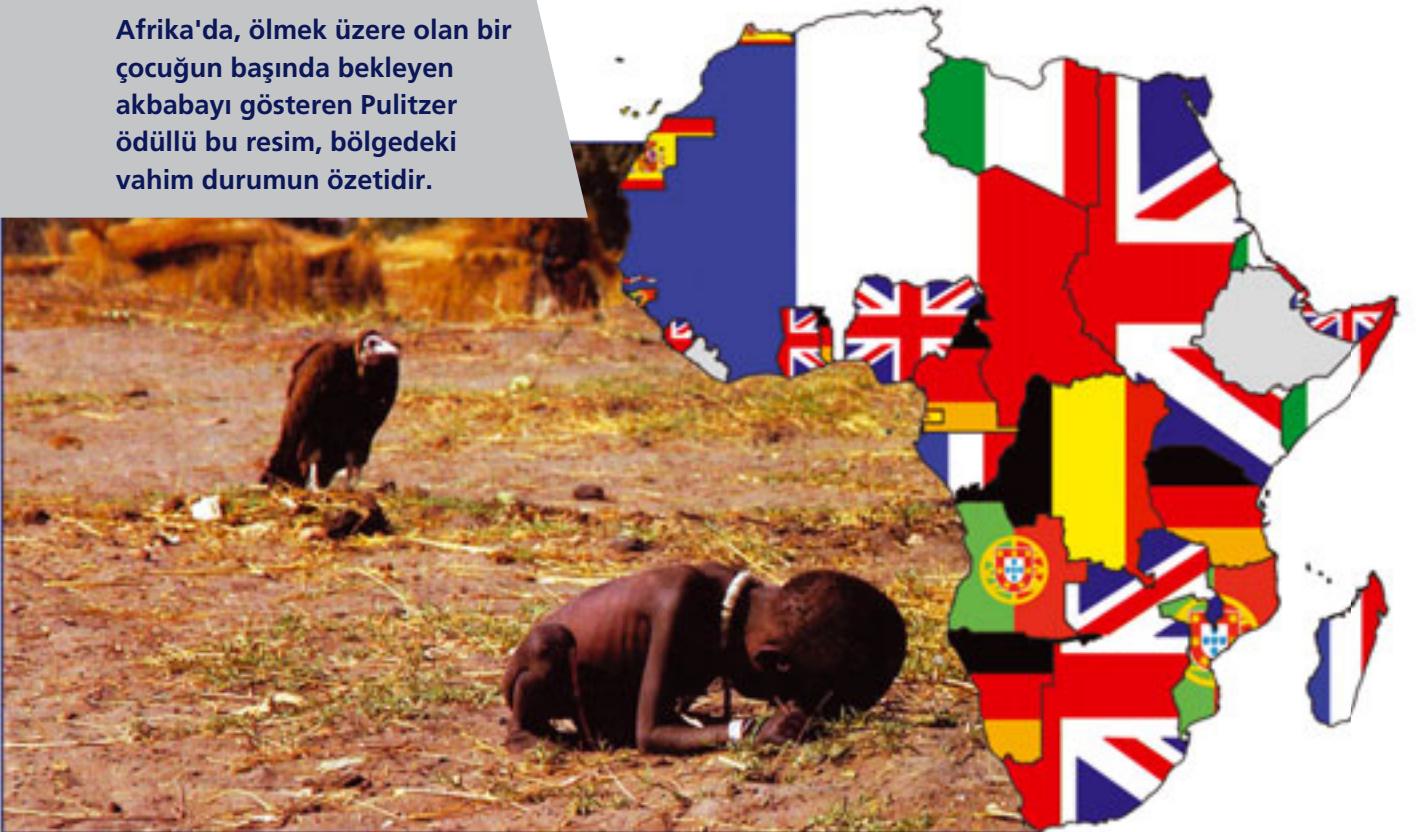 Afrika'da, ölmek üzere olan bir
çocuğun başında bekleyen
akbabayı gösteren Pulitzer
ödüllü bu resim, bölgedeki
vahim durumun özetidir.